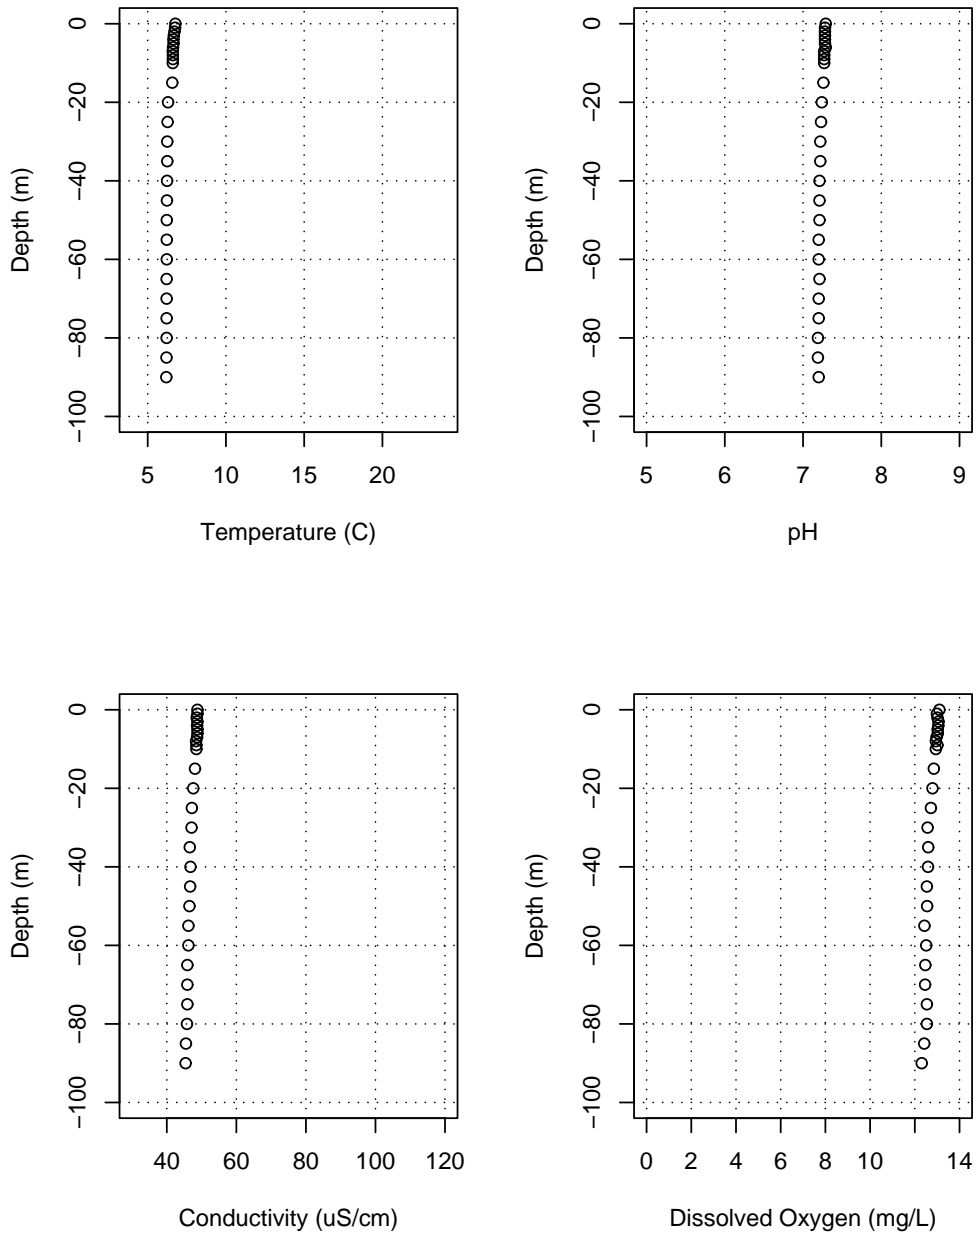 0
−20
−40
−60
−80
−100
Depth (m)
5 10 15 20
Temperature (C)
0
−20
−40
−60
−80
−100
Depth (m)
5 6 7 8 9
pH
0
−20
−40
−60
−80
−100
Depth (m)
40 60 80 100 120
Conductivity (uS/cm)
0
−20
−40
−60
−80
−100
Depth (m)
0 2 4 6 8 10 14
Dissolved Oxygen (mg/L)